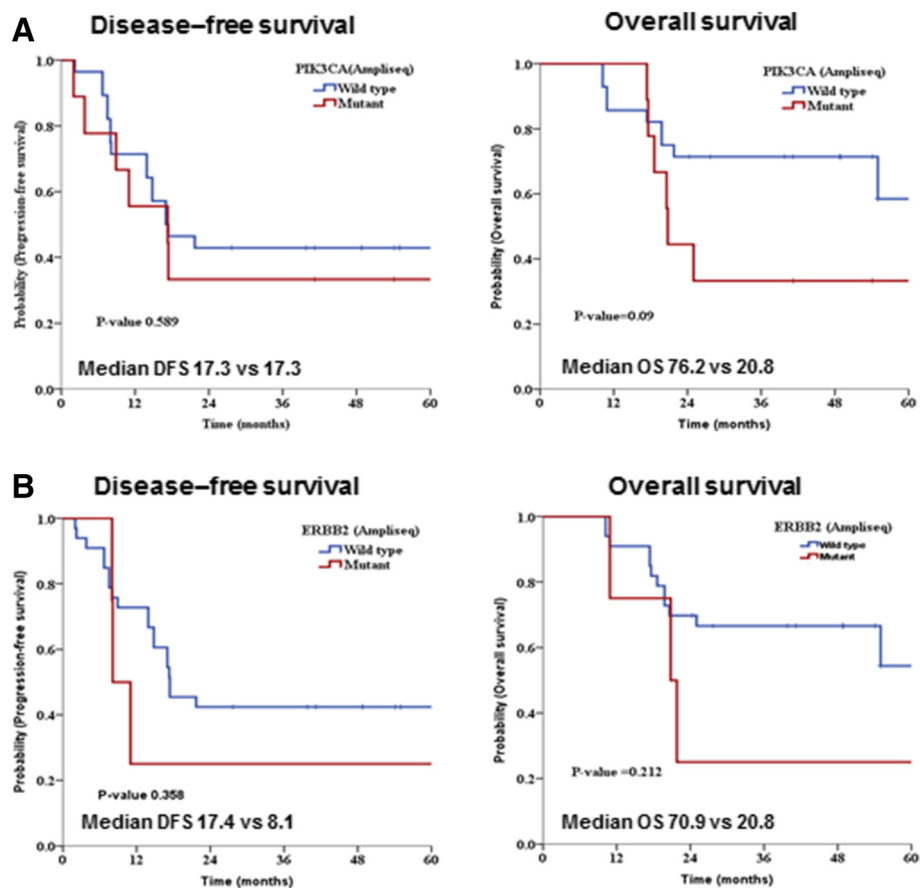 A
Disease–free survival
PIK3CA(Ampliseq)
Wild type
Mutant
Probability (Progression-free survival)
1.0
0.8
0.6
0.4
0.2
0.0
P-value 0.589
Median DFS 17.3 vs 17.3
0 12 24 36 48 60
Time (months)
Overall survival
PIK3CA (Ampliseq)
Wild type
Mutant
Probability (Overall survival)
1.0
0.8
0.6
0.4
0.2
0.0
P-value=0.09
Median OS 76.2 vs 20.8
0 12 24 36 48 60
Time (months)
B
Disease–free survival
ERBB2 (Ampliseq)
Wild type
Mutant
Probability (Progression-free survival)
1.0
0.8
0.6
0.4
0.2
0.0
P-value 0.358
Median DFS 17.4 vs 8.1
0 12 24 36 48 60
Time (months)
Overall survival
ERBB2 (Ampliseq)
Wild type
Mutant
Probability (Overall survival)
1.0
0.8
0.6
0.4
0.2
0.0
P-value =0.212
Median OS 70.9 vs 20.8
0 12 24 36 48 60
Time (months)